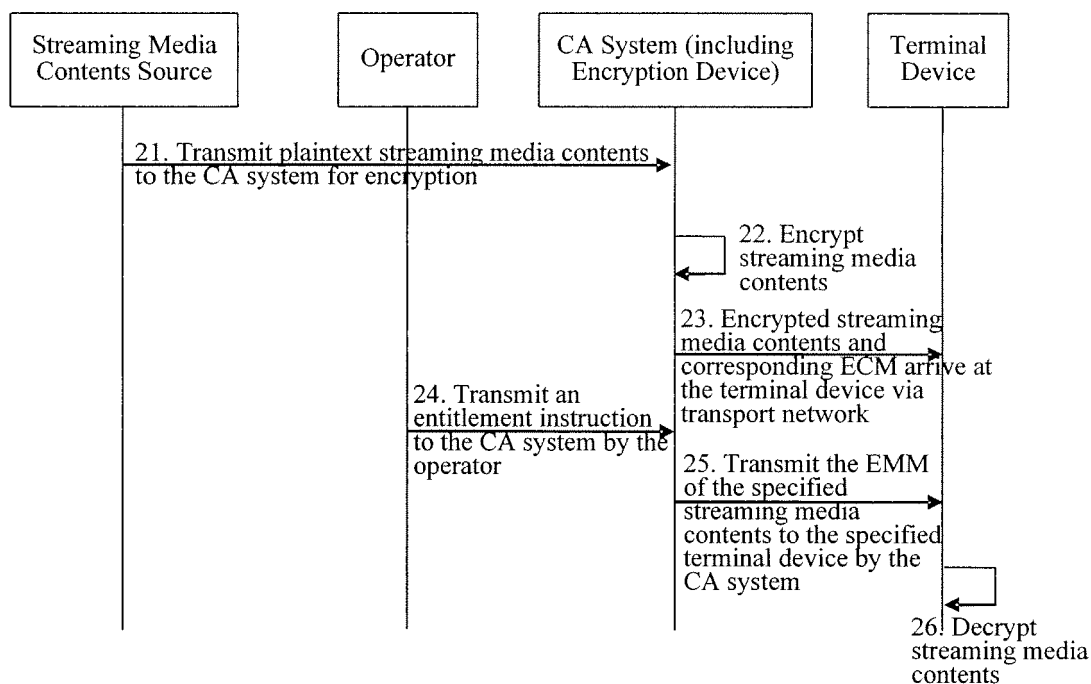 Streaming Media
Contents Source
Operator
CA System (including
Encryption Device)
Terminal
Device
21. Transmit plaintext streaming media contents
to the CA system for encryption
22. Encrypt
streaming media
contents
23. Encrypted streaming
media contents and
corresponding ECM arrive at
the terminal device via
transport network
24. Transmit an
entitlement instruction
to the CA system by the
operator
25. Transmit the EMM
of the specified
streaming media
contents to the specified
terminal device by the
CA system
26. Decrypt
streaming media
contents